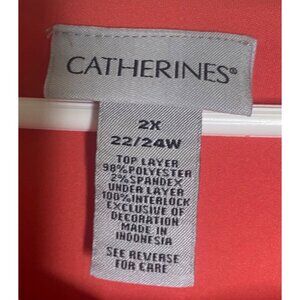 CATHERINES®
2X
22/24W
TOP LAYER
98%POLYESTER
2%SPANDEX
UNDER LAYER
100%INTERLOCK
EXCLUSIVE OF
DECORATION
MADE IN
INDONESIA
SEE REVERSE
FOR CARE